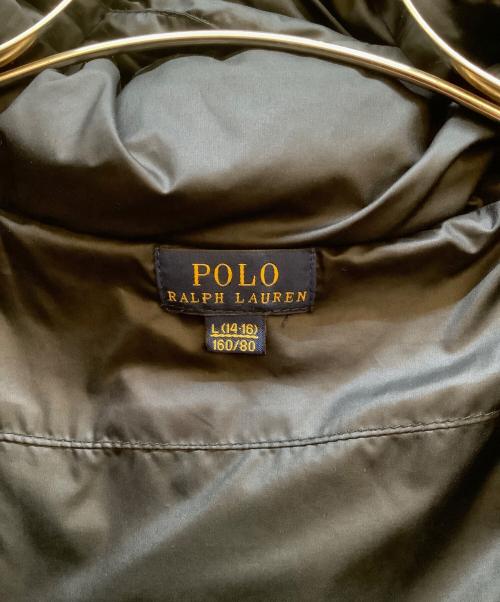 POLO
RALPH LAUREN
L (14-16)
160/80